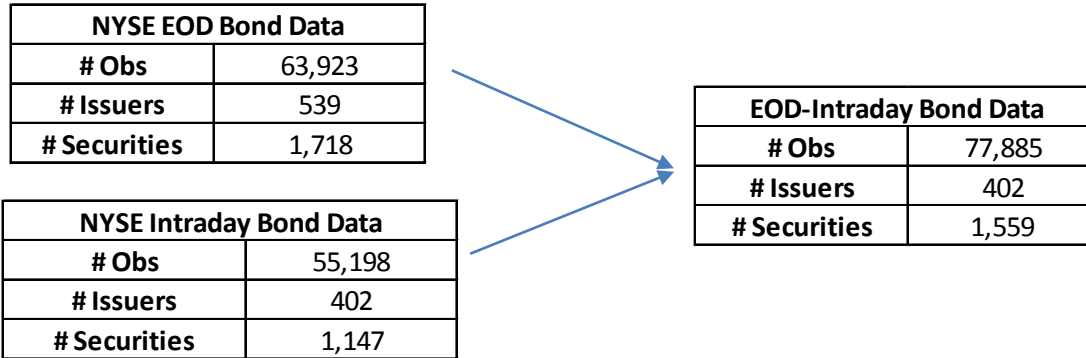 NYSE EOD Bond Data
# Obs 63,923
# Issuers 539
# Securities 1,718
NYSE Intraday Bond Data
# Obs 55,198
# Issuers 402
# Securities 1,147
EOD-Intraday Bond Data
# Obs 77,885
# Issuers 402
# Securities 1,559